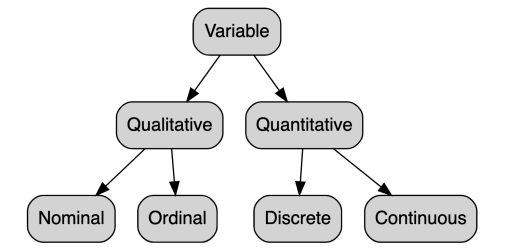 Variable
Qualitative
Quantitative
Nominal
Ordinal
Discrete
Continuous